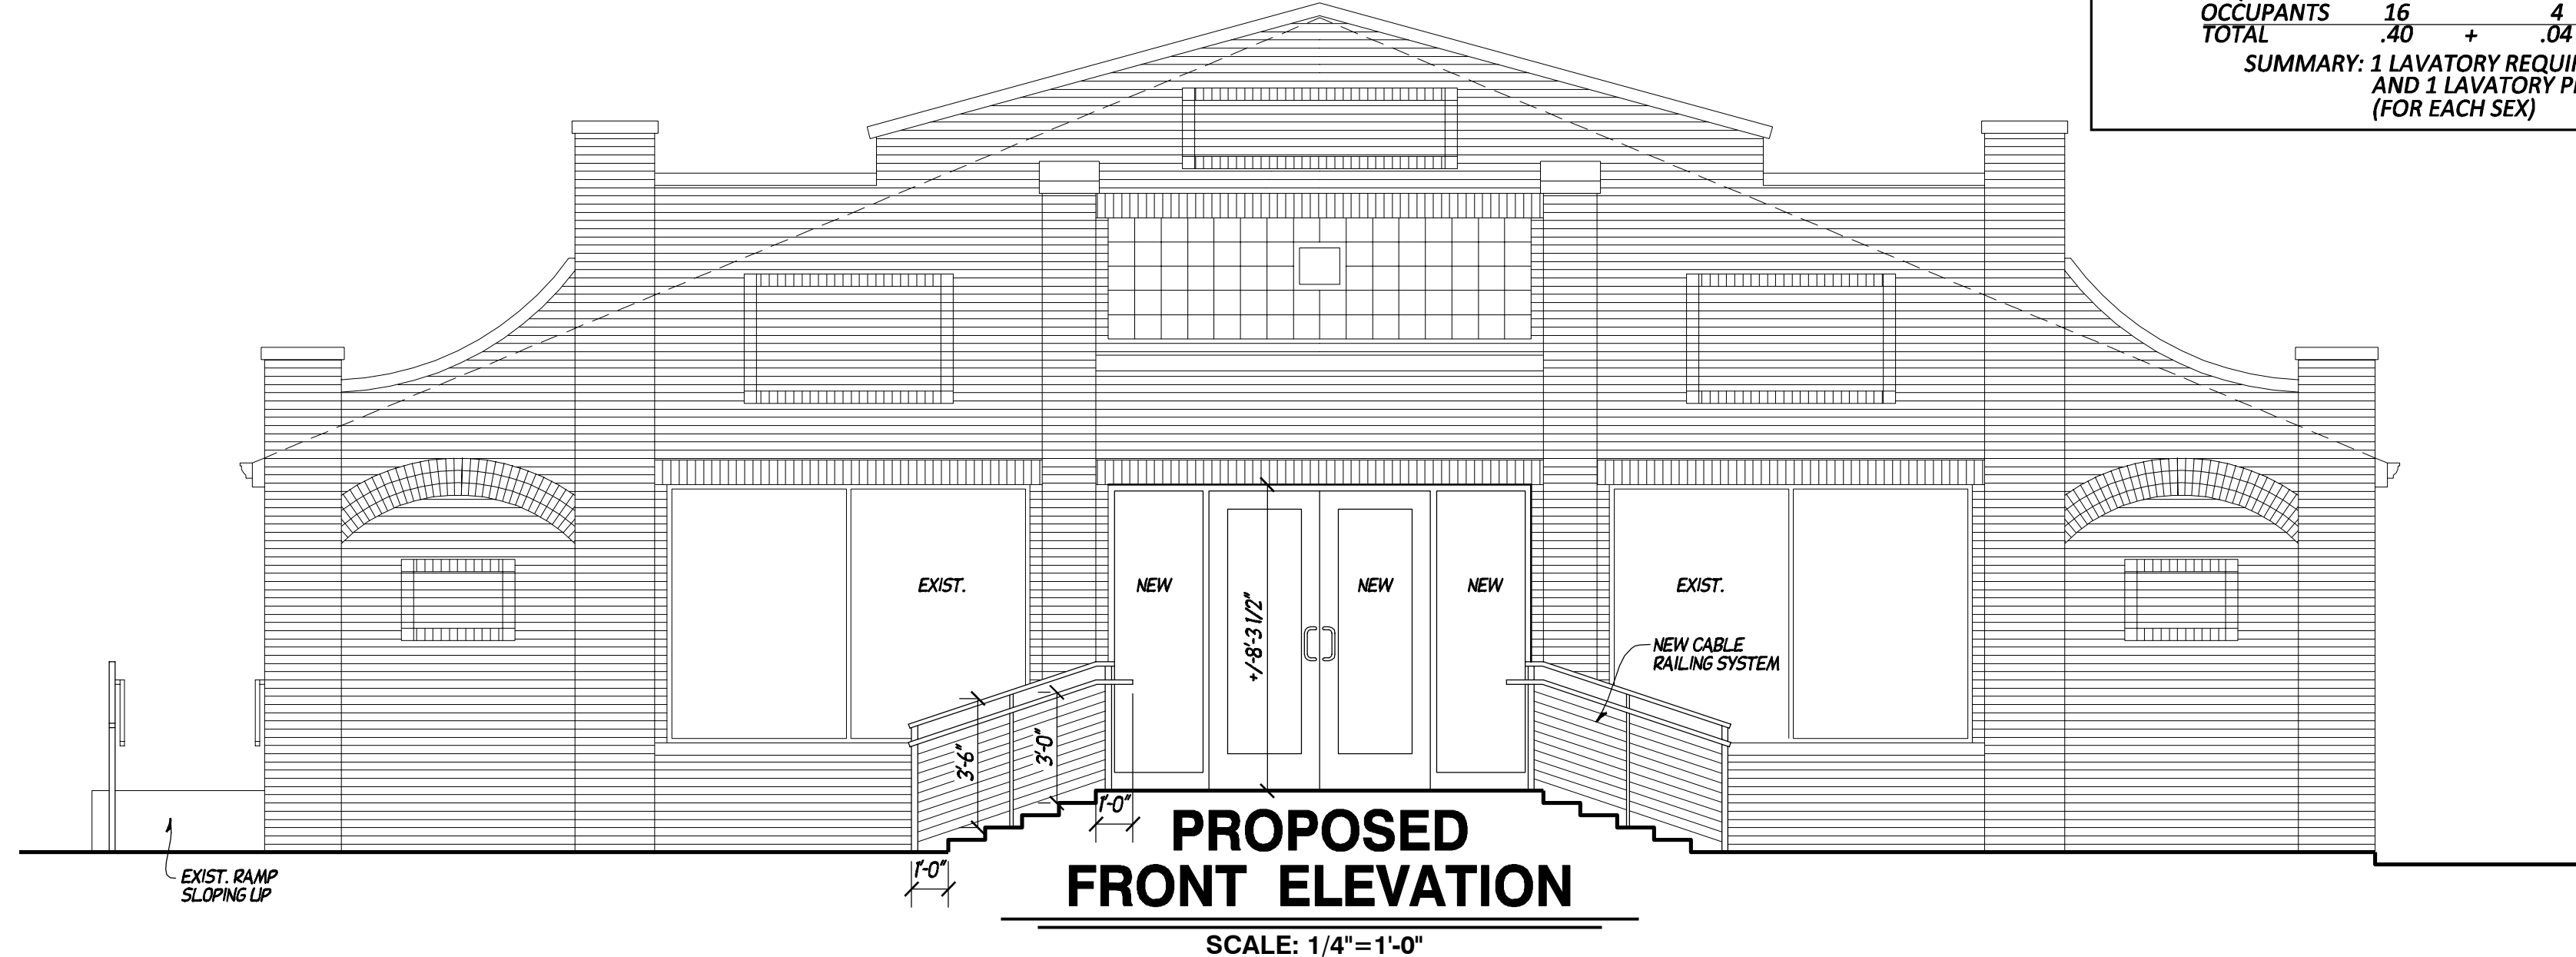 OCCUPANTS 16 4
TOTAL .40 + .04
SUMMARY: 1 LAVATORY
AND 1 LAVATORY
(FOR EACH SEX)
EXIST.
NEW
NEW
NEW
EXIST.
+/-8'-3 1/2"
NEW CABLE
RAILING SYSTEM
3'-6"
3'-0"
1'-0"
1'-0"
EXIST. RAMP
SLOPING UP
PROPOSED
FRONT ELEVATION
SCALE: 1/4"=1'-0"